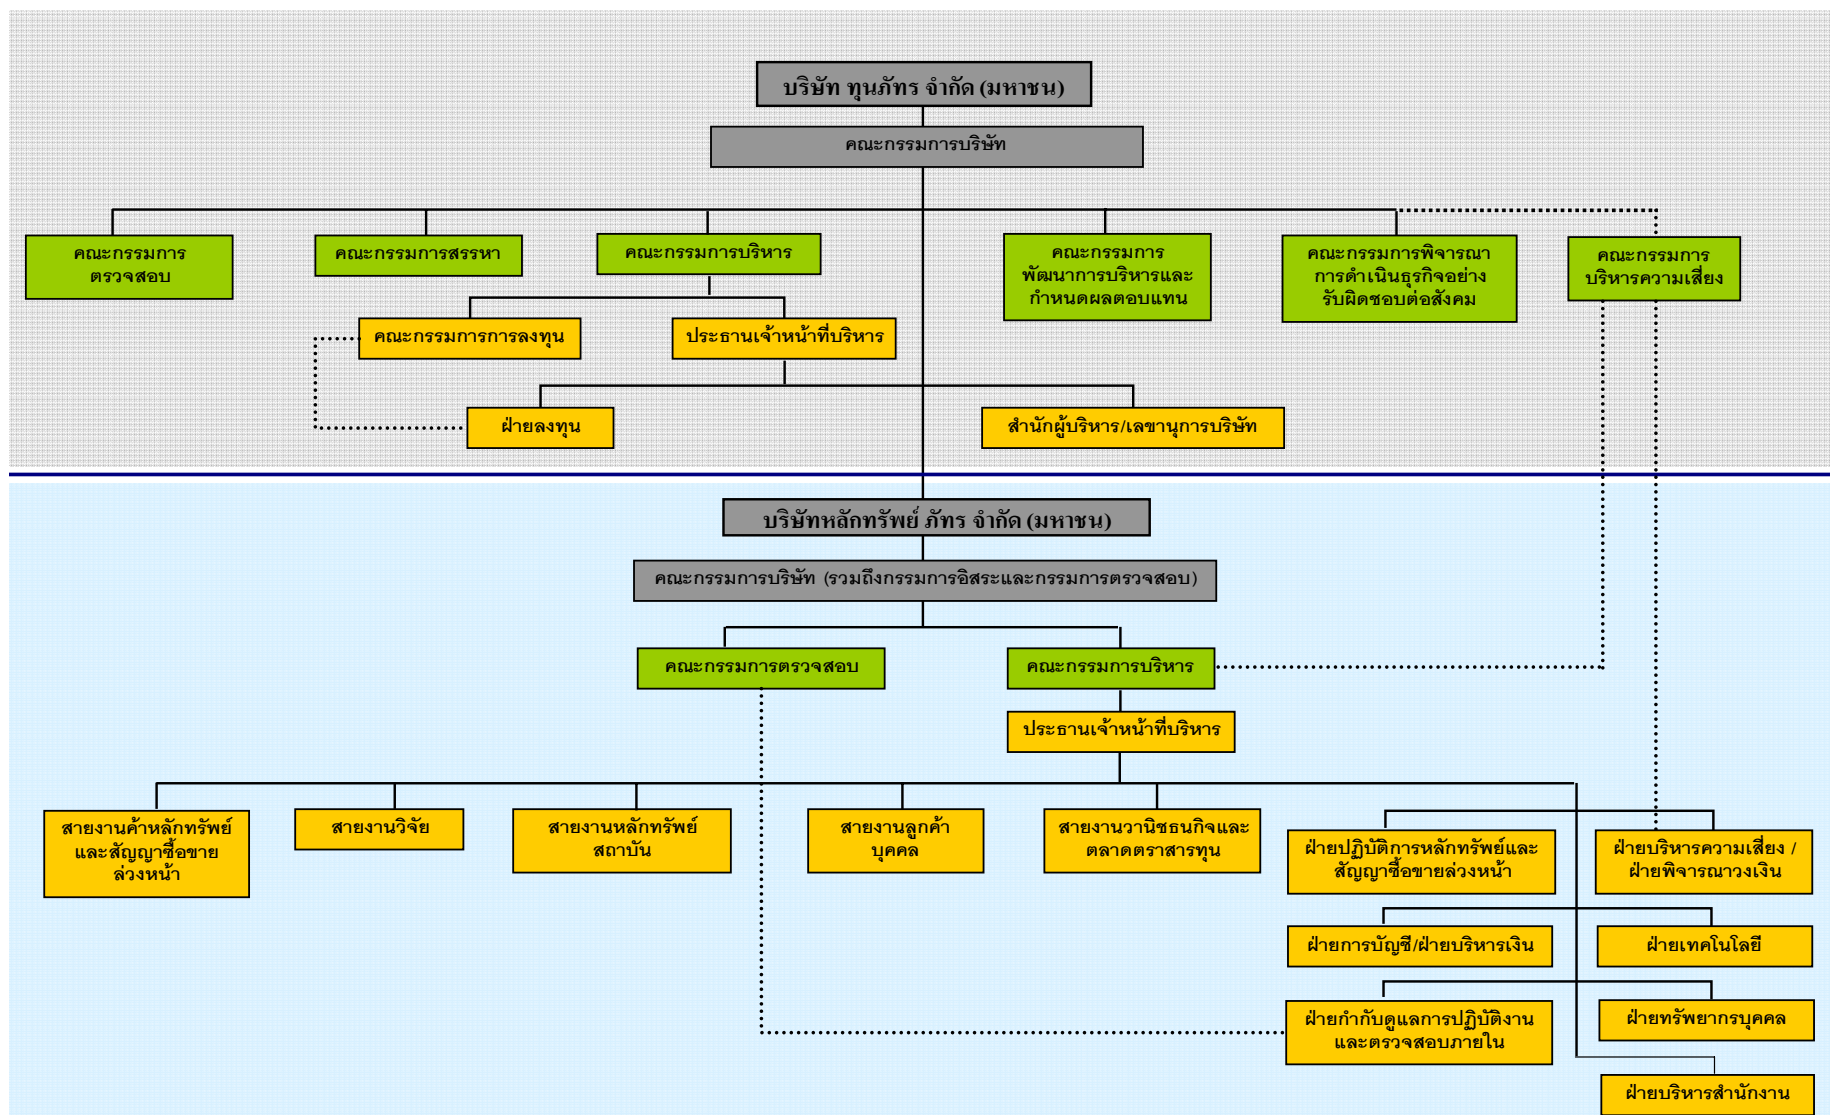 บริษัท ทุนภัทร จำกัด (มหาชน)
คณะกรรมการบริษัท
คณะกรรมการ
ตรวจสอบ
คณะกรรมการสรรหา
คณะกรรมการบริหาร
คณะกรรมการ
พัฒนาการบริหารและ
กำหนดผลตอบแทน
คณะกรรมการพิจารณา
การดำเนินธุรกิจอย่าง
รับผิดชอบต่อสังคม
คณะกรรมการ
บริหารความเสี่ยง
คณะกรรมการการลงทุน
ประธานเจ้าหน้าที่บริหาร
ฝ่ายลงทุน
สำนักผู้บริหาร/เลขานุการบริษัท
บริษัทหลักทรัพย์ ภัทร จำกัด (มหาชน)
คณะกรรมการบริษัท (รวมถึงกรรมการอิสระและกรรมการตรวจสอบ)
คณะกรรมการตรวจสอบ
คณะกรรมการบริหาร
ประธานเจ้าหน้าที่บริหาร
สายงานค้าหลักทรัพย์
และสัญญาซื้อขาย
ล่วงหน้า
สายงานวิจัย
สายงานหลักทรัพย์
สถาบัน
สายงานลูกค้า
บุคคล
สายงานวานิชธนกิจและ
ตลาดตราสารทุน
ฝ่ายปฏิบัติการหลักทรัพย์และ
สัญญาซื้อขายล่วงหน้า
ฝ่ายบริหารความเสี่ยง /
ฝ่ายพิจารณาวงเงิน
ฝ่ายการบัญชี/ฝ่ายบริหารเงิน
ฝ่ายเทคโนโลยี
ฝ่ายกำกับดูแลการปฏิบัติงาน
และตรวจสอบภายใน
ฝ่ายทรัพยากรบุคคล
ฝ่ายบริหารสำนักงาน